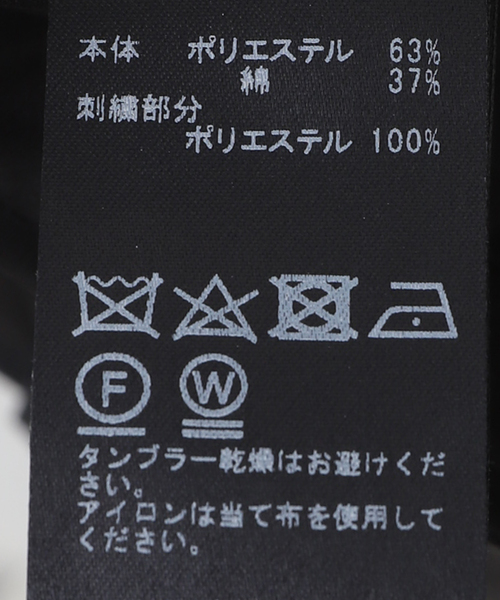 本体 ポリエステル 63%
綿 37%
刺繍部分
ポリエステル 100%
F W
タンブラー乾燥はお避けくだ
さい。
アイロンは当て布を使用して
ください。